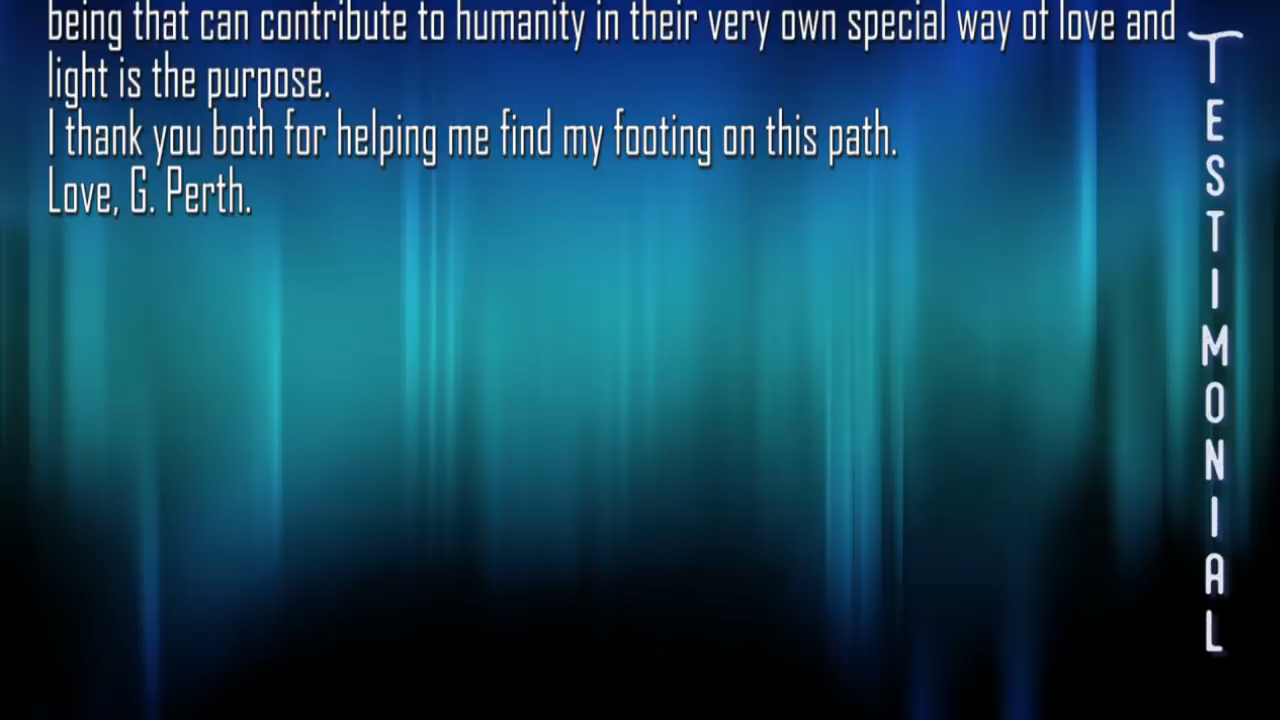 being that can contribute to humanity in their very own special way of love and
light is the purpose.
I thank you both for helping me find my footing on this path.
Love, G. Perth.
TESTIMONIAL